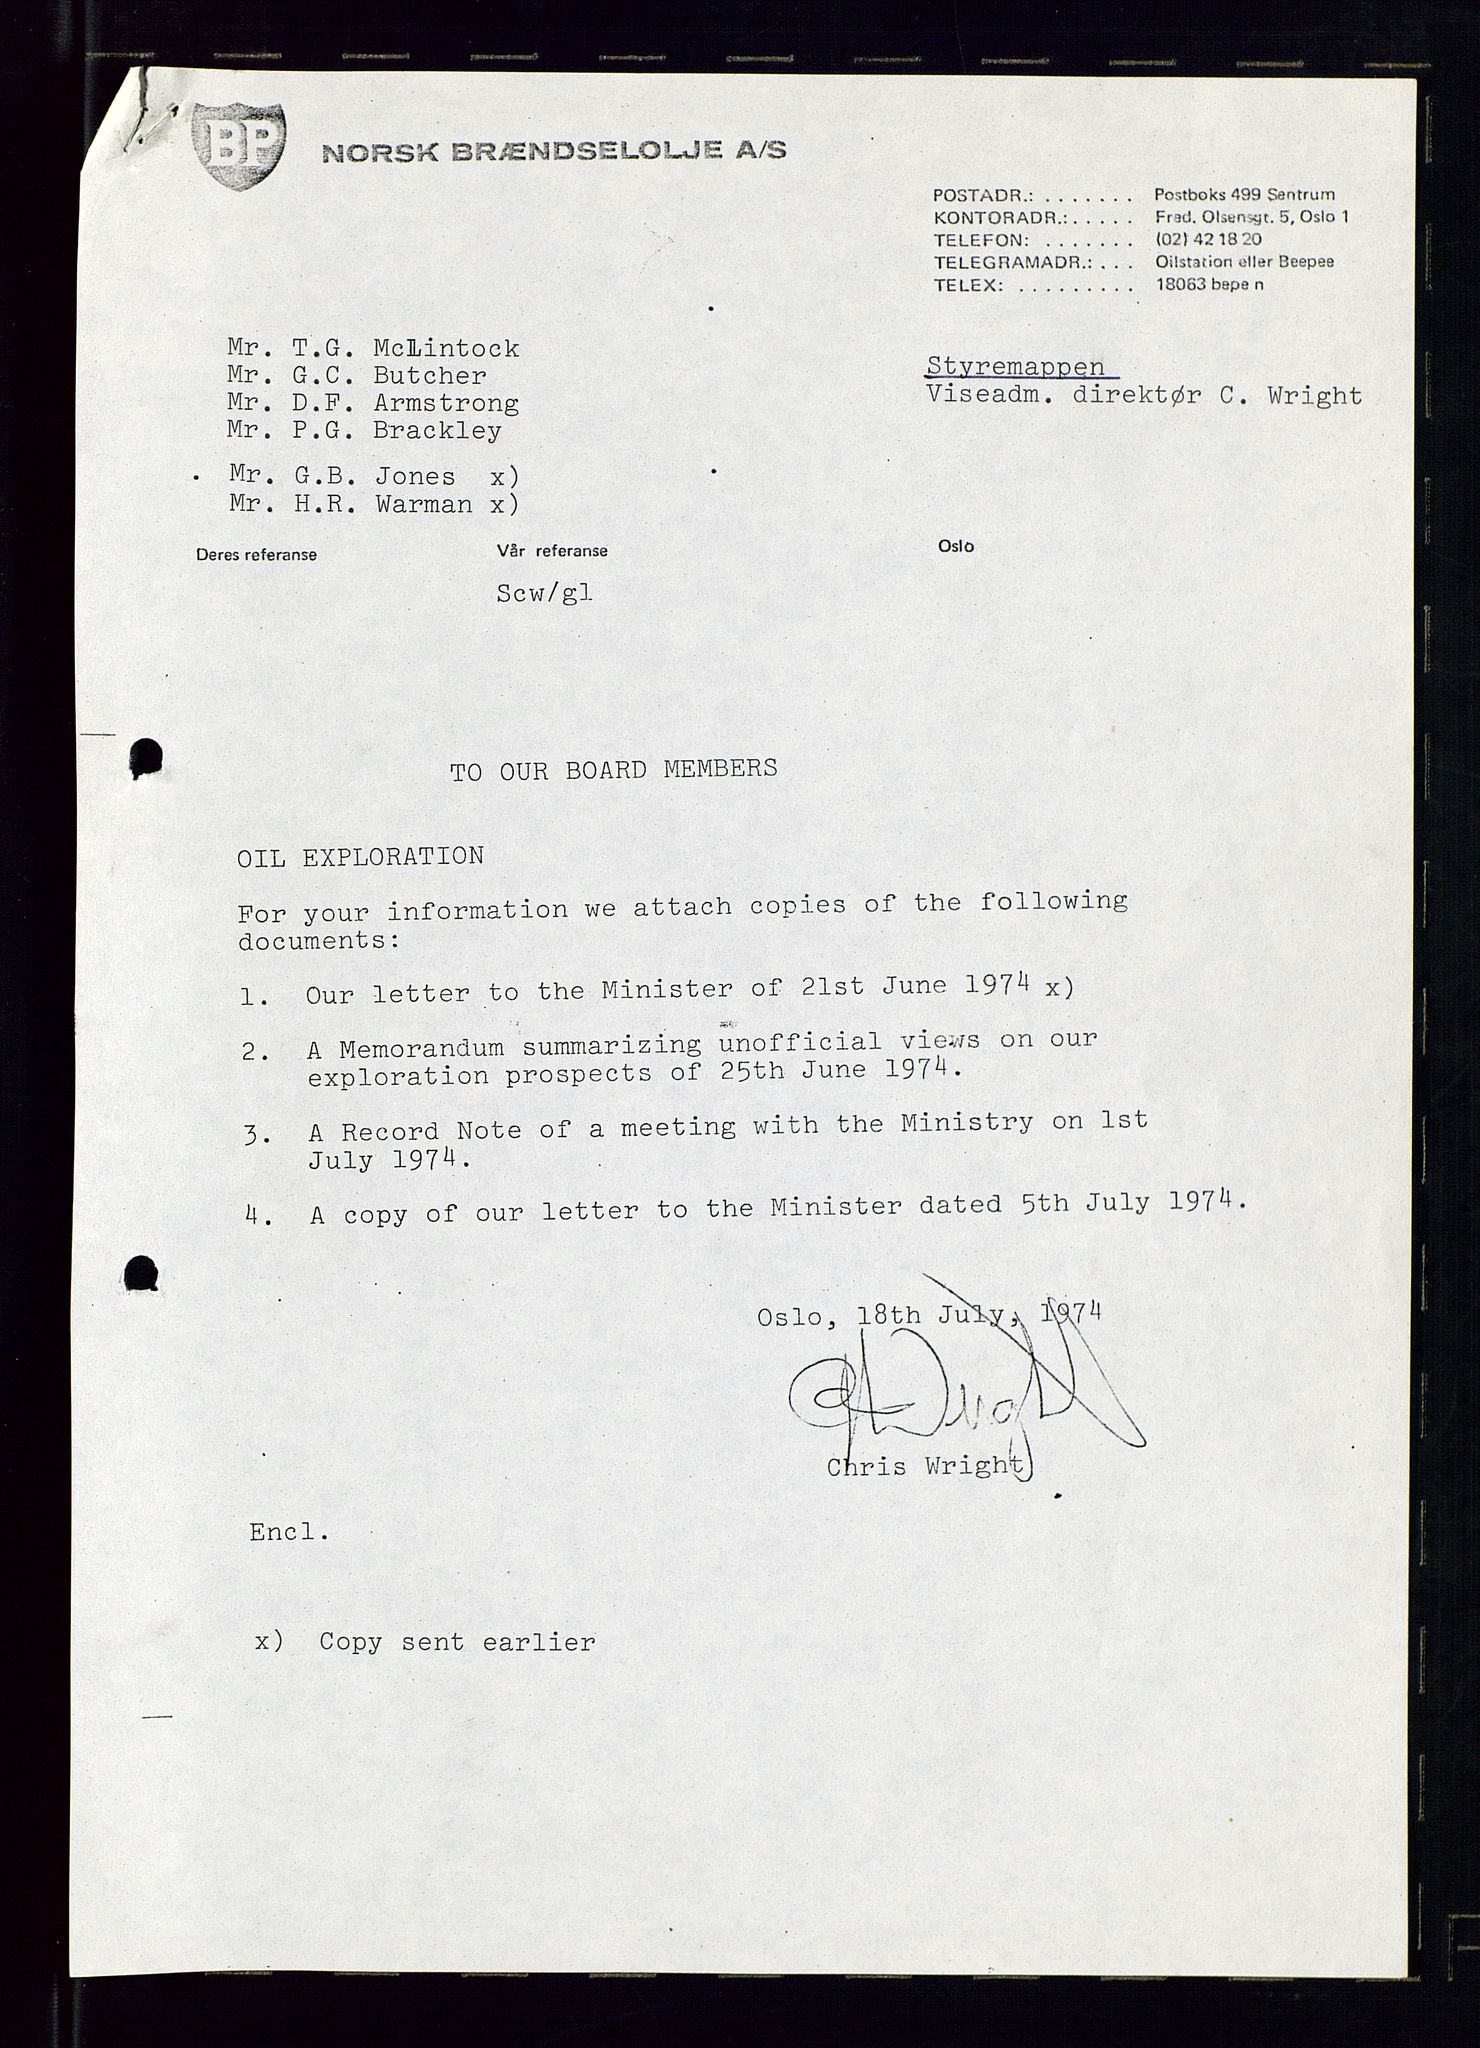 BP
NORSK BRÆNDSELOLJE A/S
POSTADR.: ....... Postboks 499 Sentrum
KONTORADR.: ..... Fred. Olsensgt. 5, Oslo 1
TELEFON: ....... (02) 42 18 20
TELEGRAMADR.: ... Oilstation eller Beepee
TELEX: ......... 18063 bepe n
Mr. T.G. McLintock
Mr. G.C. Butcher
Mr. D.F. Armstrong
Mr. P.G. Brackley
Mr. G.B. Jones x)
Mr. H.R. Warman x)
Styremappen
Viseadm. direktør C. Wright
Deres referanse Vår referanse Oslo
Scw/gl
TO OUR BOARD MEMBERS
OIL EXPLORATION
For your information we attach copies of the following
documents:
1. Our letter to the Minister of 21st June 1974 x)
2. A Memorandum summarizing unofficial views on our
exploration prospects of 25th June 1974.
3. A Record Note of a meeting with the Ministry on 1st
July 1974.
4. A copy of our letter to the Minister dated 5th July 1974.
Oslo, 18th July, 1974
Chris Wright
Encl.
x) Copy sent earlier